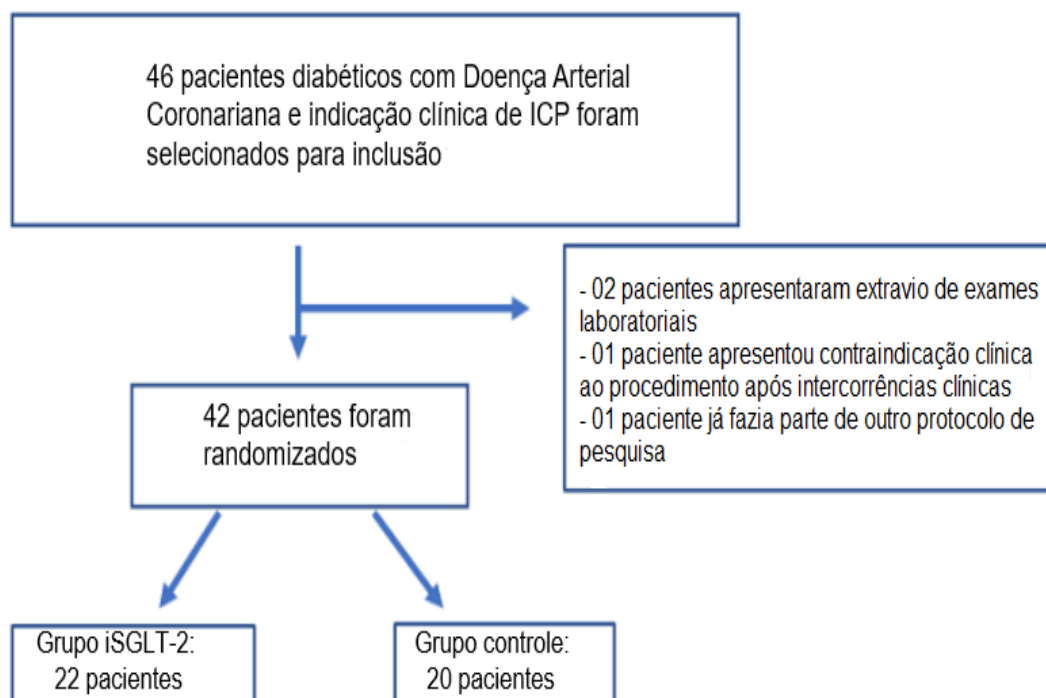 46 pacientes diabéticos com Doença Arterial
Coronariana e indicação clínica de ICP foram
selecionados para inclusão
- 02 pacientes apresentaram extravio de exames
laboratoriais
- 01 paciente apresentou contraindicação clínica
ao procedimento após intercorrências clínicas
- 01 paciente já fazia parte de outro protocolo de
pesquisa
42 pacientes foram
randomizados
Grupo iSGLT-2:
22 pacientes
Grupo controle:
20 pacientes